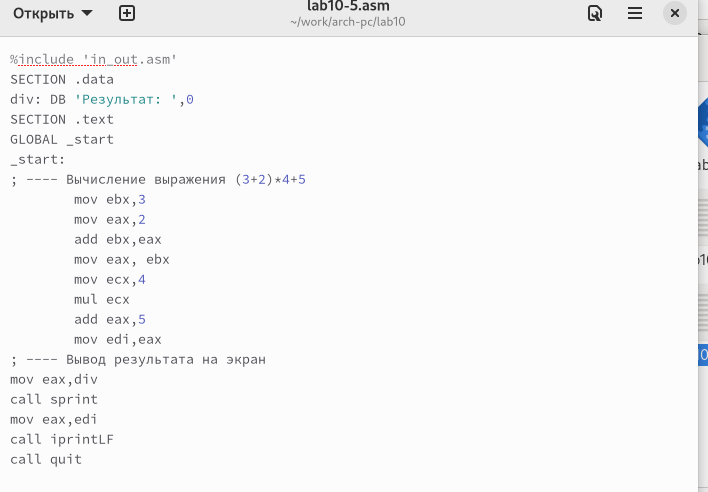 Открыть
lab10-5.asm
~/work/arch-pc/lab10
%include 'in_out.asm'
SECTION .data
div: DB 'Результат: ',0
SECTION .text
GLOBAL _start
_start:
; ---- Вычисление выражения (3+2)*4+5
mov ebx,3
mov eax,2
add ebx,eax
mov eax, ebx
mov ecx,4
mul ecx
add eax,5
mov edi,eax
; ---- Вывод результата на экран
mov eax,div
call sprint
mov eax,edi
call iprintLF
call quit